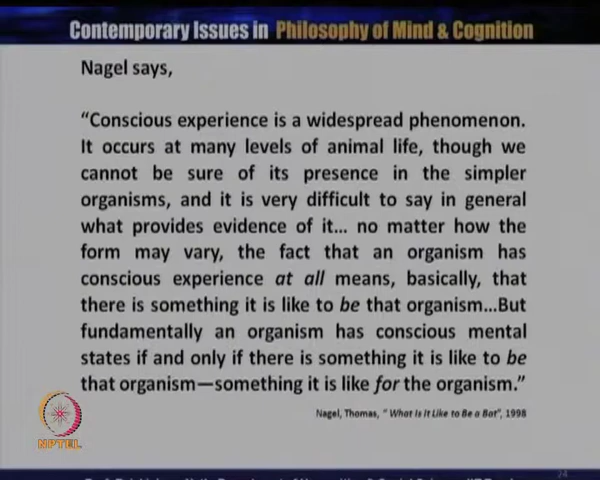 Contemporary Issues in Philosophy of Mind & Cognition
Nagel says,
“Conscious experience is a widespread phenomenon.
It occurs at many levels of animal life, though we
cannot be sure of its presence in the simpler
organisms, and it is very difficult to say in general
what provides evidence of it... no matter how the
form may vary, the fact that an organism has
conscious experience at all means, basically, that
there is something it is like to be that organism...But
fundamentally an organism has conscious mental
states if and only if there is something it is like to be
that organism—something it is like for the organism.”
Nagel, Thomas, “ What Is It Like to Be a Bat”, 1998
NPTEL
24